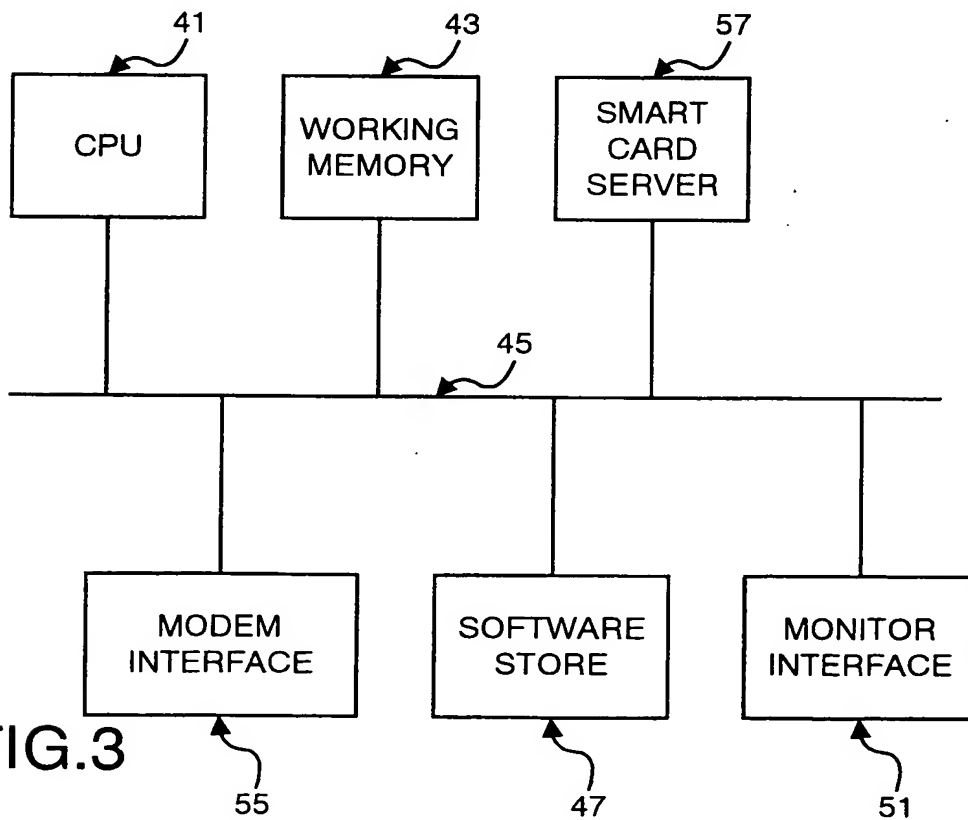 41
43
57
CPU
WORKING
MEMORY
SMART
CARD
SERVER
45
MODEM
INTERFACE
SOFTWARE
STORE
MONITOR
INTERFACE
FIG.3
55
47
51